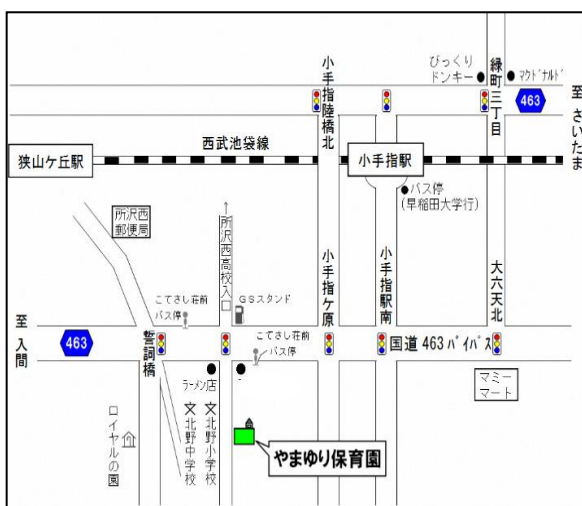 びっくり
ドンキー
マクドナルド
緑町三丁目
小手指陸橋北
463
至 さいたま
西武池袋線
狭山ケ丘駅
小手指駅
バス停
(早稲田大学行)
所沢西
郵便局
↑所沢西高校入口
小手指ケ原
小手指駅南
大六天北
こてさし荘前
バス停
GSスタンド
至 入間
463
誓詞橋
こてさし荘前
バス停
国道 463 バイパス
ラーメン店
マミー
マート
ロイヤルの園
文北野中学校
文北野小学校
やまゆり保育園